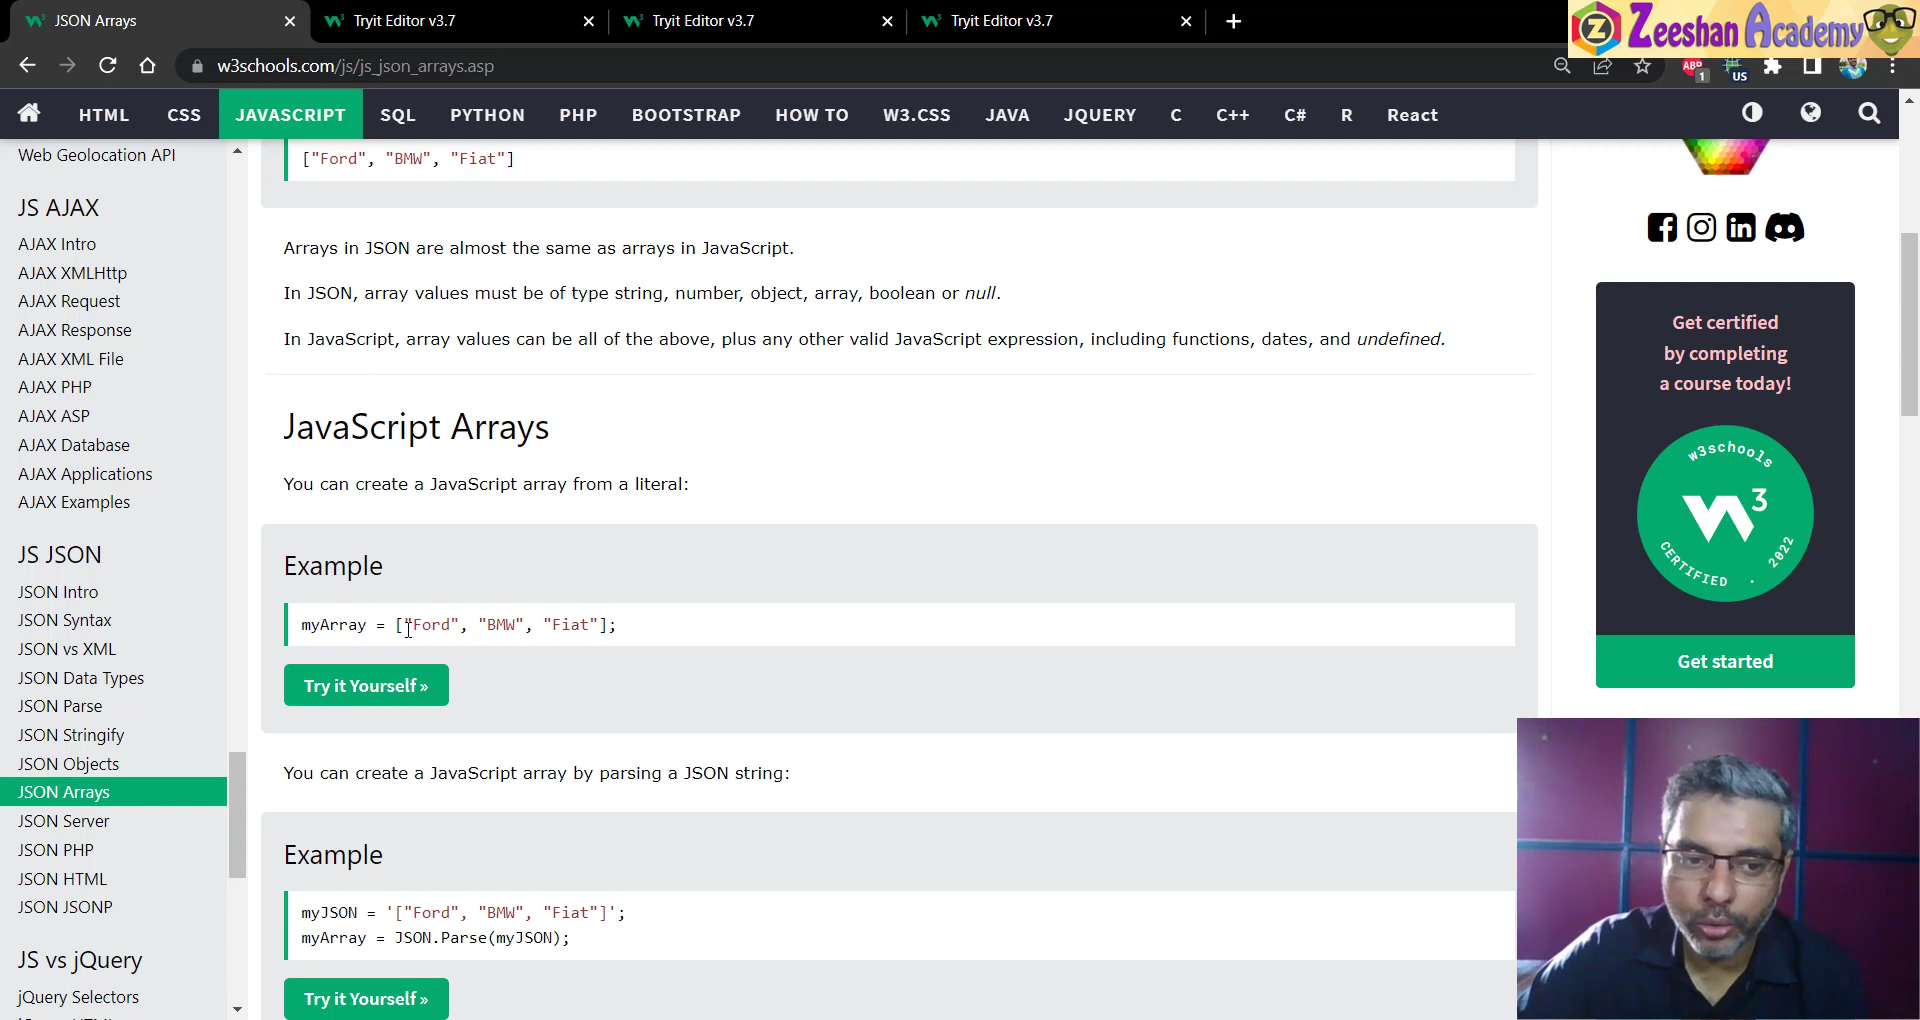 JSON Arrays
Tryit Editor v3.7
Tryit Editor v3.7
Tryit Editor v3.7
Zeeshan Academy
w3schools.com/js/js_json_arrays.asp
ABP
1
US
HTML
CSS
JAVASCRIPT
SQL
PYTHON
PHP
BOOTSTRAP
HOW TO
W3.CSS
JAVA
JQUERY
C
C++
C#
R
React
Web Geolocation API
JS AJAX
AJAX Intro
AJAX XMLHttp
AJAX Request
AJAX Response
AJAX XML File
AJAX PHP
AJAX ASP
AJAX Database
AJAX Applications
AJAX Examples
JS JSON
JSON Intro
JSON Syntax
JSON vs XML
JSON Data Types
JSON Parse
JSON Stringify
JSON Objects
JSON Arrays
JSON Server
JSON PHP
JSON HTML
JSON JSONP
JS vs jQuery
jQuery Selectors
["Ford", "BMW", "Fiat"]
Arrays in JSON are almost the same as arrays in JavaScript.
In JSON, array values must be of type string, number, object, array, boolean or null.
In JavaScript, array values can be all of the above, plus any other valid JavaScript expression, including functions, dates, and undefined.
JavaScript Arrays
You can create a JavaScript array from a literal:
Example
myArray = ["Ford", "BMW", "Fiat"];
Try it Yourself »
You can create a JavaScript array by parsing a JSON string:
Example
myJSON = '["Ford", "BMW", "Fiat"]';
myArray = JSON.Parse(myJSON);
Try it Yourself »
Get certified
by completing
a course today!
w3schools
W3
CERTIFIED . 2022
Get started